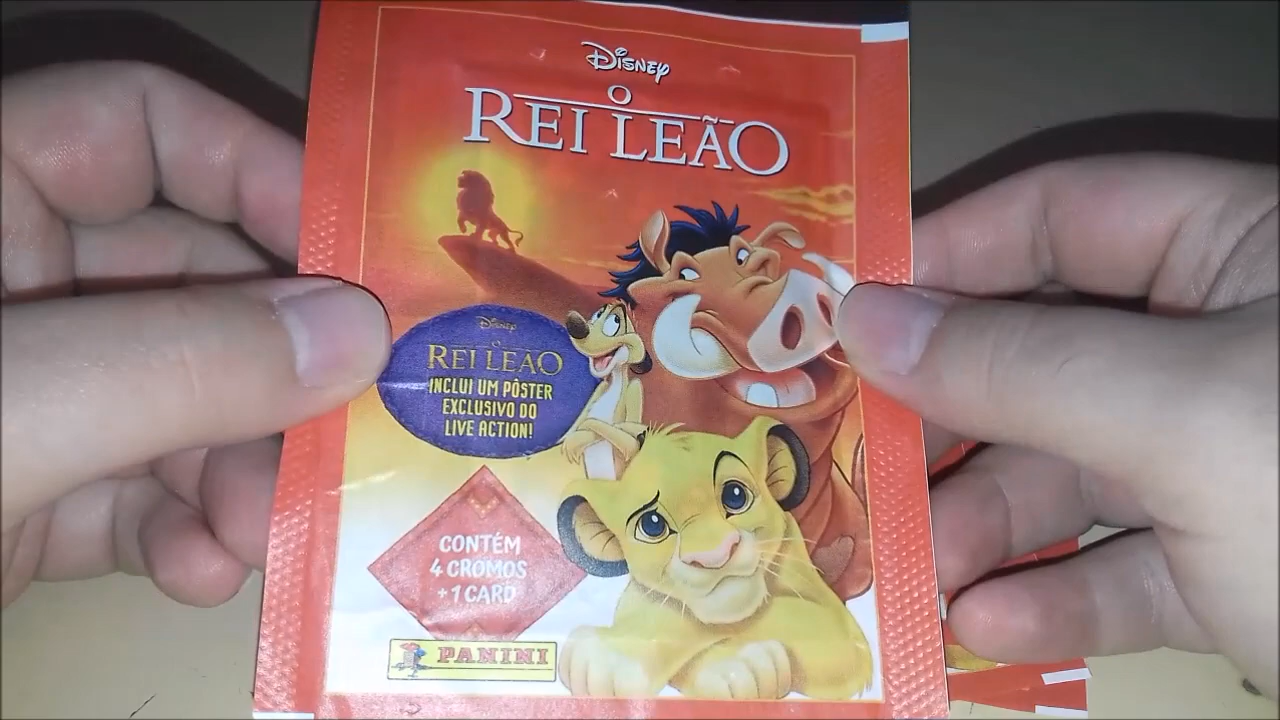 Disney
O
REI LEÃO
Disney
O
REI LEÃO
INCLUI UM PÔSTER
EXCLUSIVO DO
LIVE ACTION!
CONTÉM
4 CROMOS
+ 1 CARD
PANINI